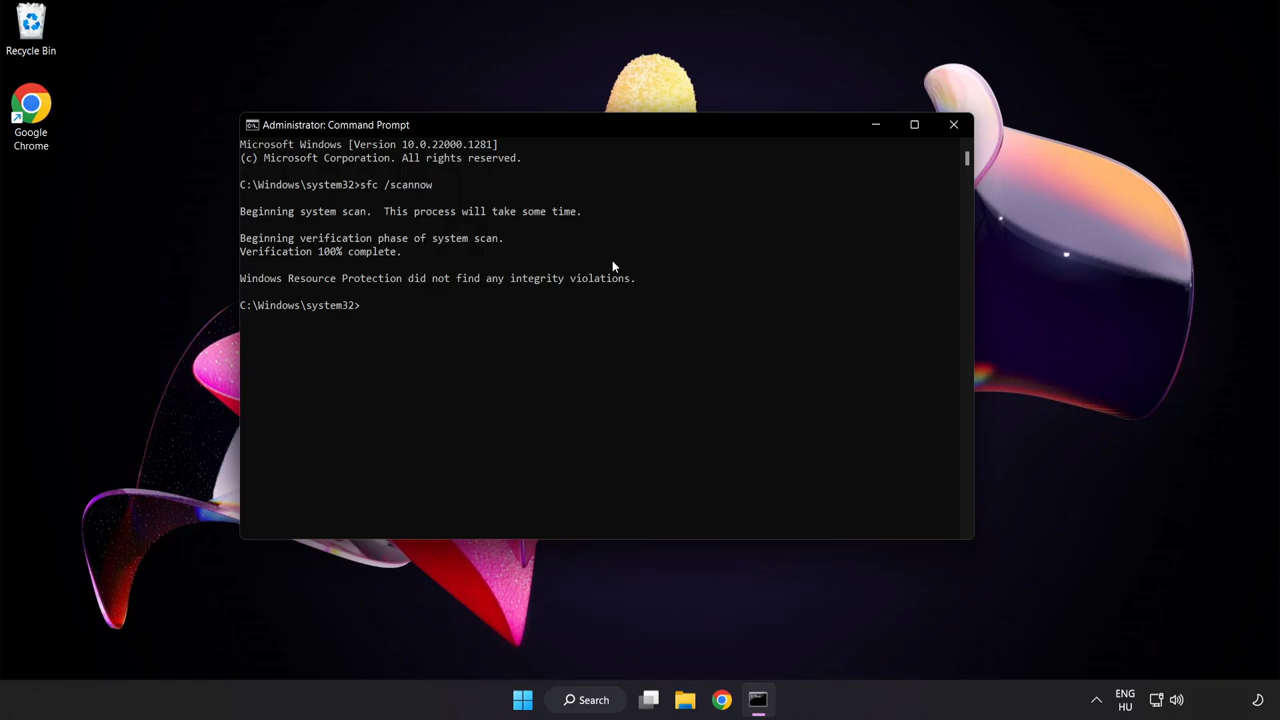 Recycle Bin
Google
Chrome
Administrator: Command Prompt
Microsoft Windows [Version 10.0.22000.1281]
(c) Microsoft Corporation. All rights reserved.
C:\Windows\system32>sfc /scannow
Beginning system scan.  This process will take some time.
Beginning verification phase of system scan.
Verification 100% complete.
Windows Resource Protection did not find any integrity violations.
C:\Windows\system32>
Search
ENG
HU